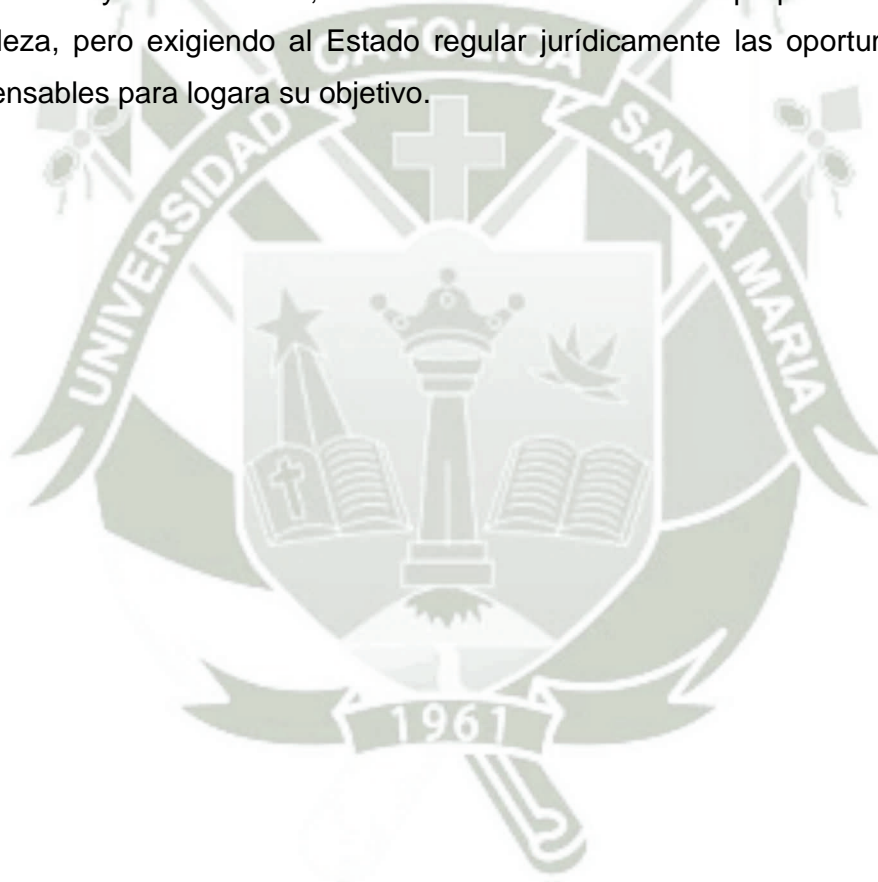 leza, pero exigiendo al Estado regular jurídicamente las oportun
ensables para logara su objetivo.
UNIVERSIDAD CATOLICA SANTA MARIA
1961